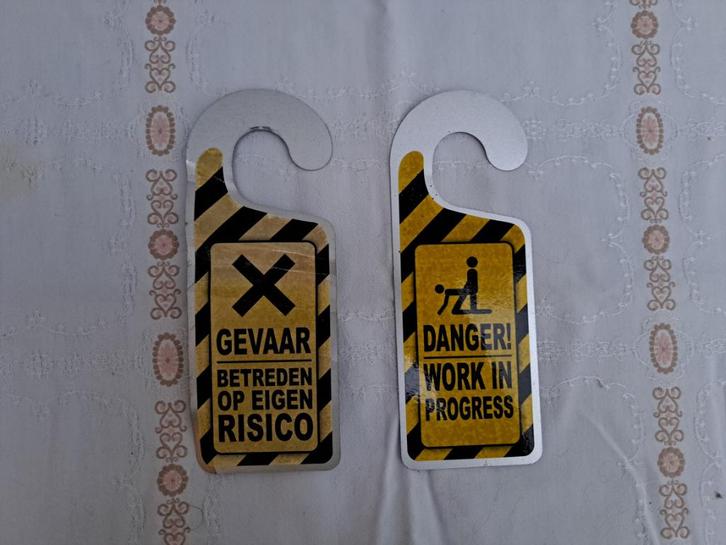 GEVAAR
BETREDEN
OP EIGEN
RISICO
DANGER!
WORK IN
PROGRESS